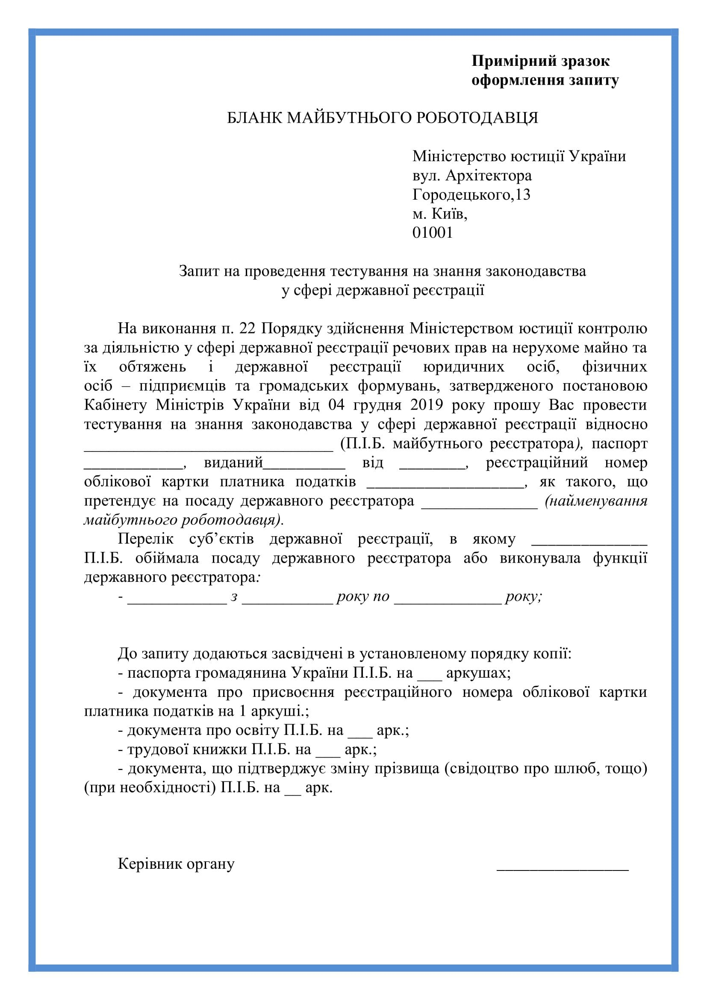 Примірний зразок
оформлення запиту
БЛАНК МАЙБУТНЬОГО РОБОТОДАВЦЯ
Міністерство юстиції України
вул. Архітектора
Городецького,13
м. Київ,
01001
Запит на проведення тестування на знання законодавства
у сфері державної реєстрації
На виконання п. 22 Порядку здійснення Міністерством юстиції контролю
за діяльністю у сфері державної реєстрації речових прав на нерухоме майно та
їх обтяжень і державної реєстрації юридичних осіб, фізичних
осіб – підприємців та громадських формувань, затвердженого постановою
Кабінету Міністрів України від 04 грудня 2019 року прошу Вас провести
тестування на знання законодавства у сфері державної реєстрації відносно
______________________________ (П.І.Б. майбутнього реєстратора), паспорт
____________, виданий__________ від ________, реєстраційний номер
облікової картки платника податків ___________________, як такого, що
претендує на посаду державного реєстратора ______________ (найменування
майбутнього роботодавця).
Перелік суб’єктів державної реєстрації, в якому ______________
П.І.Б. обіймала посаду державного реєстратора або виконувала функції
державного реєстратора:
- ____________ з ___________ року по _____________ року;
До запиту додаються засвідчені в установленому порядку копії:
- паспорта громадянина України П.І.Б. на ___ аркушах;
- документа про присвоєння реєстраційного номера облікової картки
платника податків на 1 аркуші.;
- документа про освіту П.І.Б. на ___ арк.;
- трудової книжки П.І.Б. на ___ арк.;
- документа, що підтверджує зміну прізвища (свідоцтво про шлюб, тощо)
(при необхідності) П.І.Б. на __ арк.
Керівник органу ________________